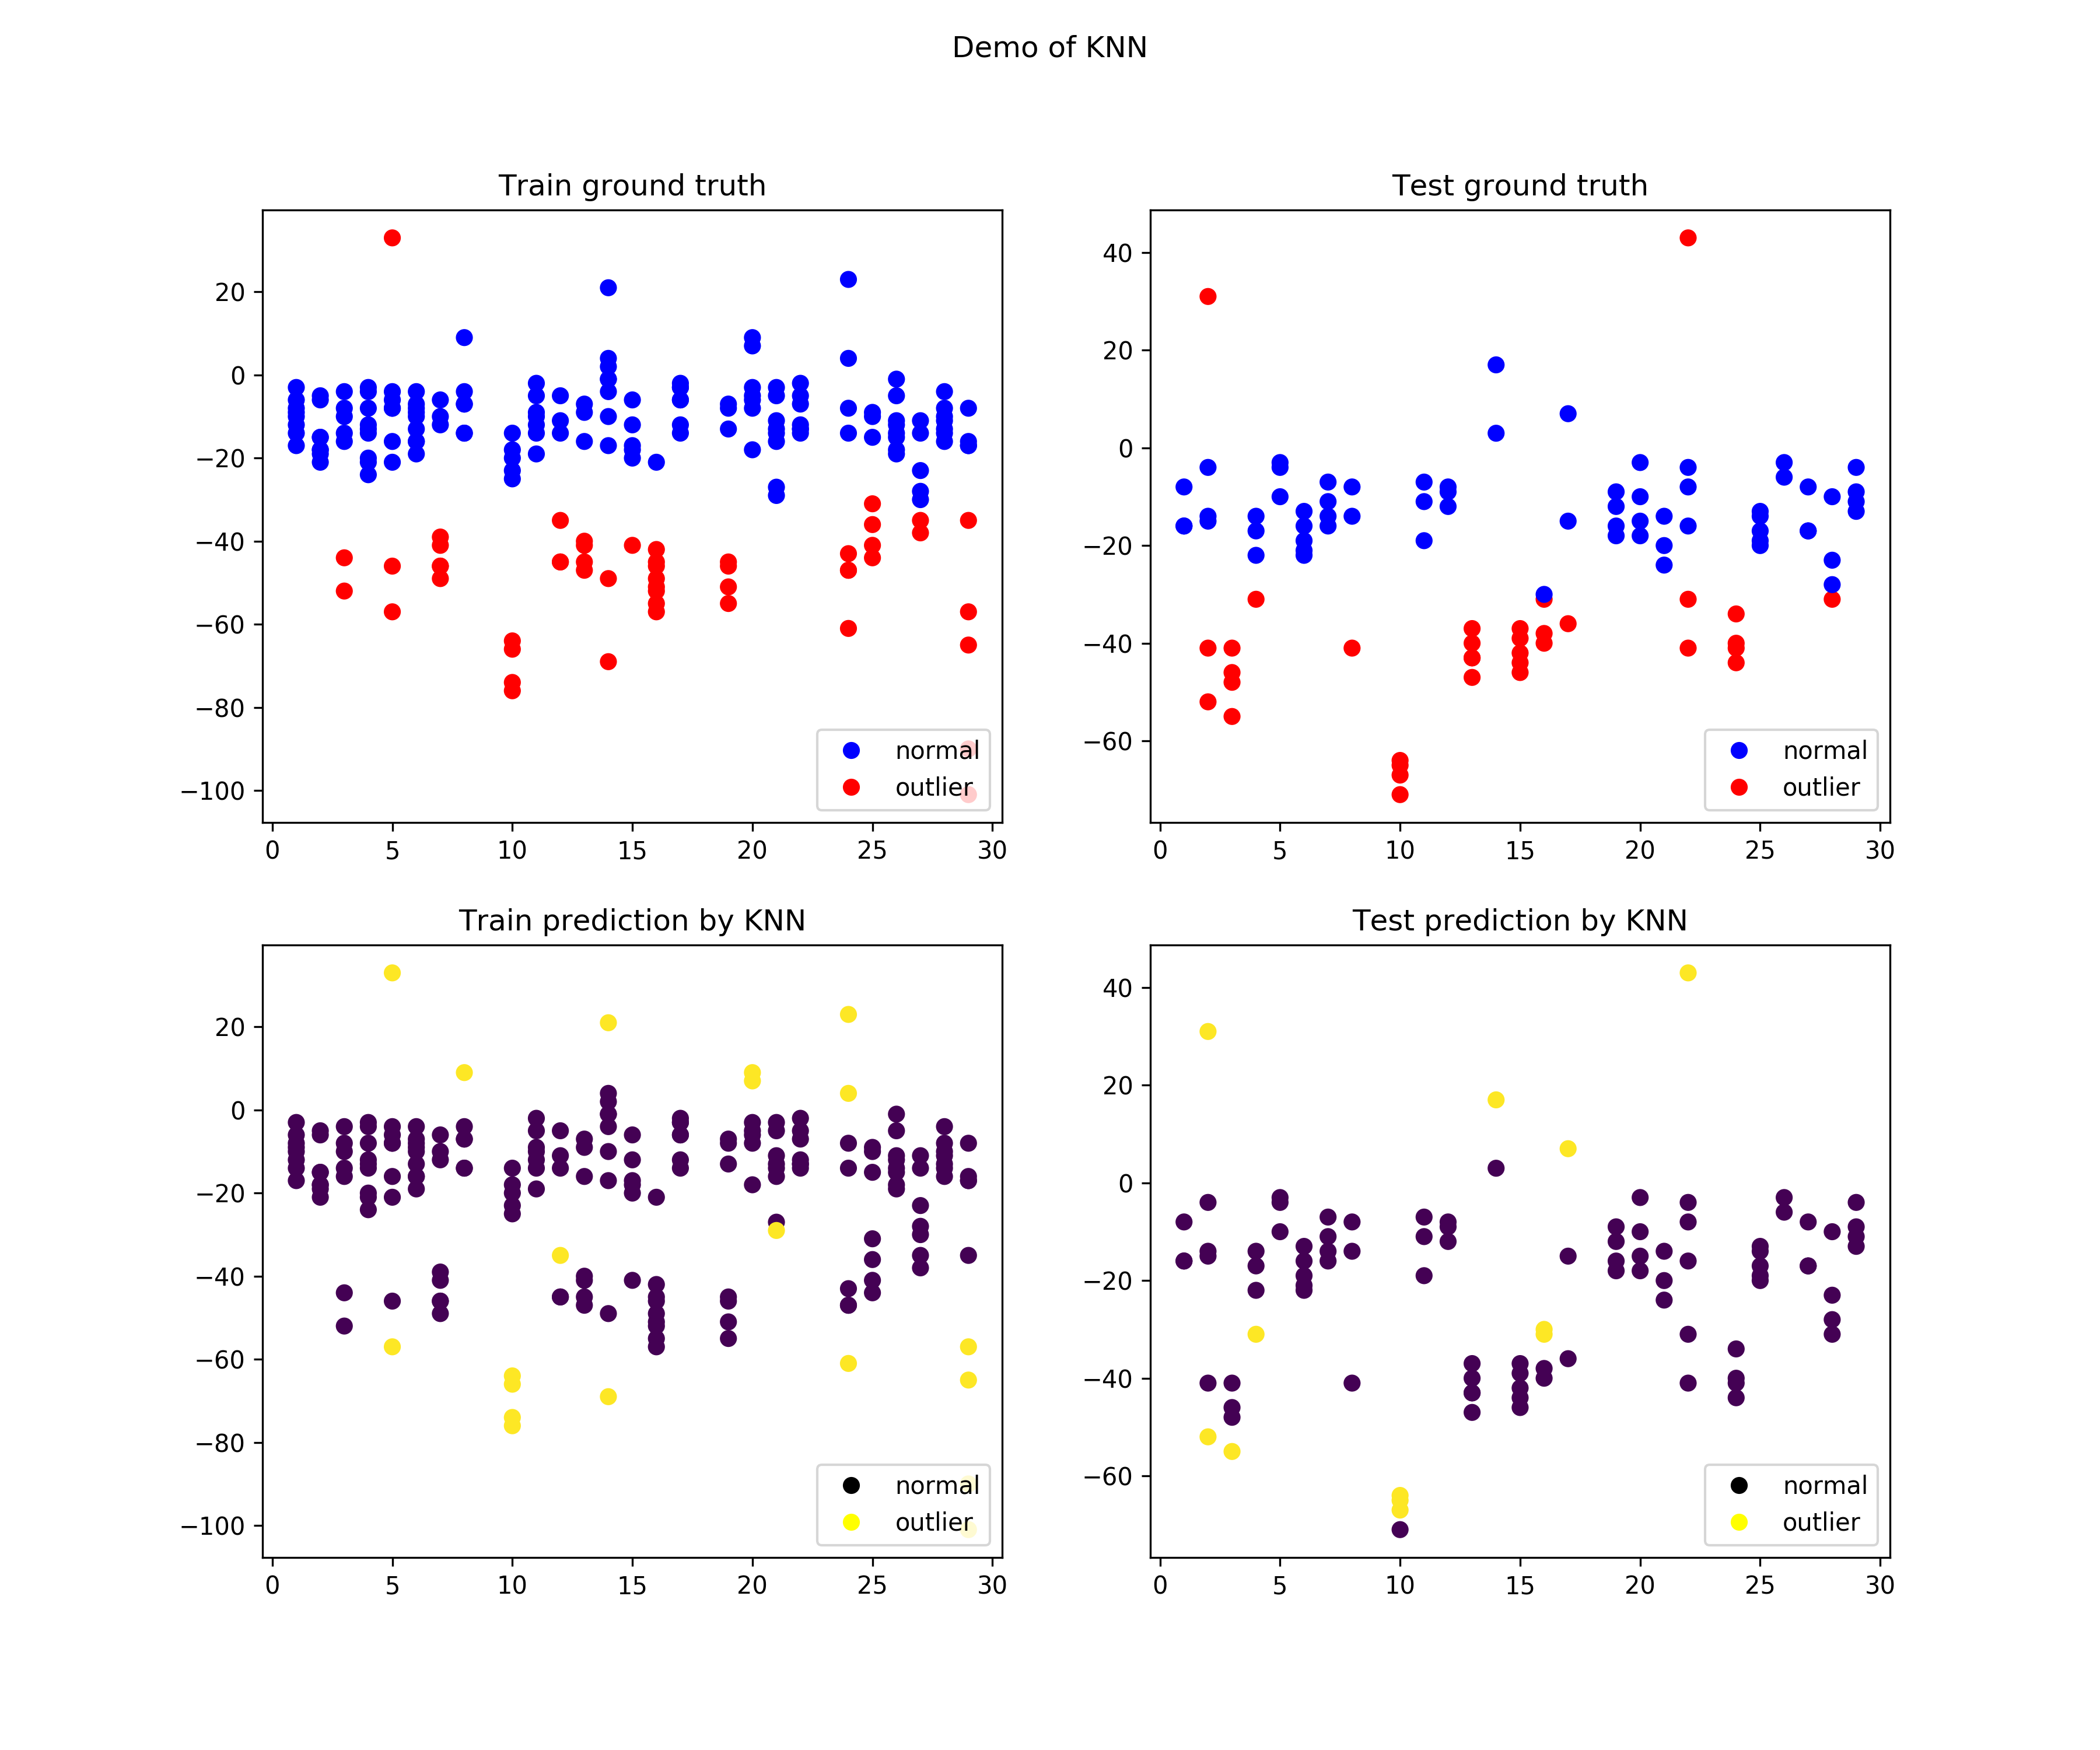 Demo of KNN
Train ground truth
20
0
−20
−40
−60
−80
−100
normal
outlier
0 5 10 15 20 25 30
Test ground truth
40
20
0
−20
−40
−60
normal
outlier
0 5 10 15 20 25 30
Train prediction by KNN
20
0
−20
−40
−60
−80
−100
normal
outlier
0 5 10 15 20 25 30
Test prediction by KNN
40
20
0
−20
−40
−60
normal
outlier
0 5 10 15 20 25 30